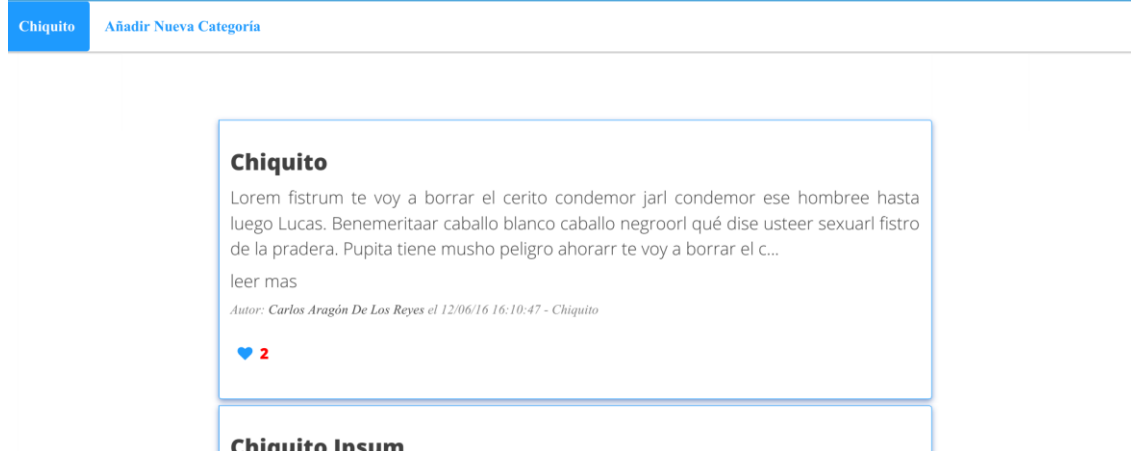 Chiquito Añadir Nueva Categoría
Chiquito
Lorem fistrum te voy a borrar el cerito condemor jarl condemor ese hombree hasta
luego Lucas. Benemeritaar caballo blanco caballo negroorl qué dise usteer sexuarl fistro
de la pradera. Pupita tiene musho peligro ahorarr te voy a borrar el c...
leer mas
Autor: Carlos Aragón De Los Reyes el 12/06/16 16:10:47 - Chiquito
2
Chiquito Ipsum